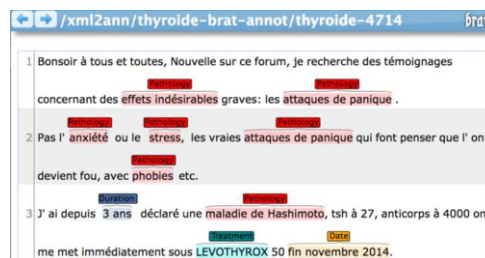 /xml2ann/thyroide-brat-annot/thyroide-4714 brat
1 Bonsoir à tous et toutes, Nouvelle sur ce forum, je recherche des témoignages
Pathology Pathology
concernant des effets indésirables graves: les attaques de panique .
Pathology Pathology Pathology
2 Pas l' anxiété ou le stress, les vraies attaques de panique qui font penser que l' on
Pathology
devient fou, avec phobies etc.
Duration Pathology
3 J' ai depuis 3 ans déclaré une maladie de Hashimoto, tsh à 27, anticorps à 4000 on
Treatment Date
me met immédiatement sous LEVOTHYROX 50 fin novembre 2014.